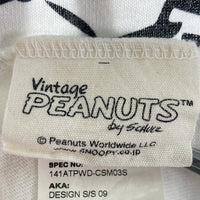 Vintage
PEANUTS
by SCHULZ
© Peanuts Worldwide LLC
www.SNOOPY.co.jp
SPEC NO:
141ATPWD-CSM03S
AKA:
DESIGN S/S 09